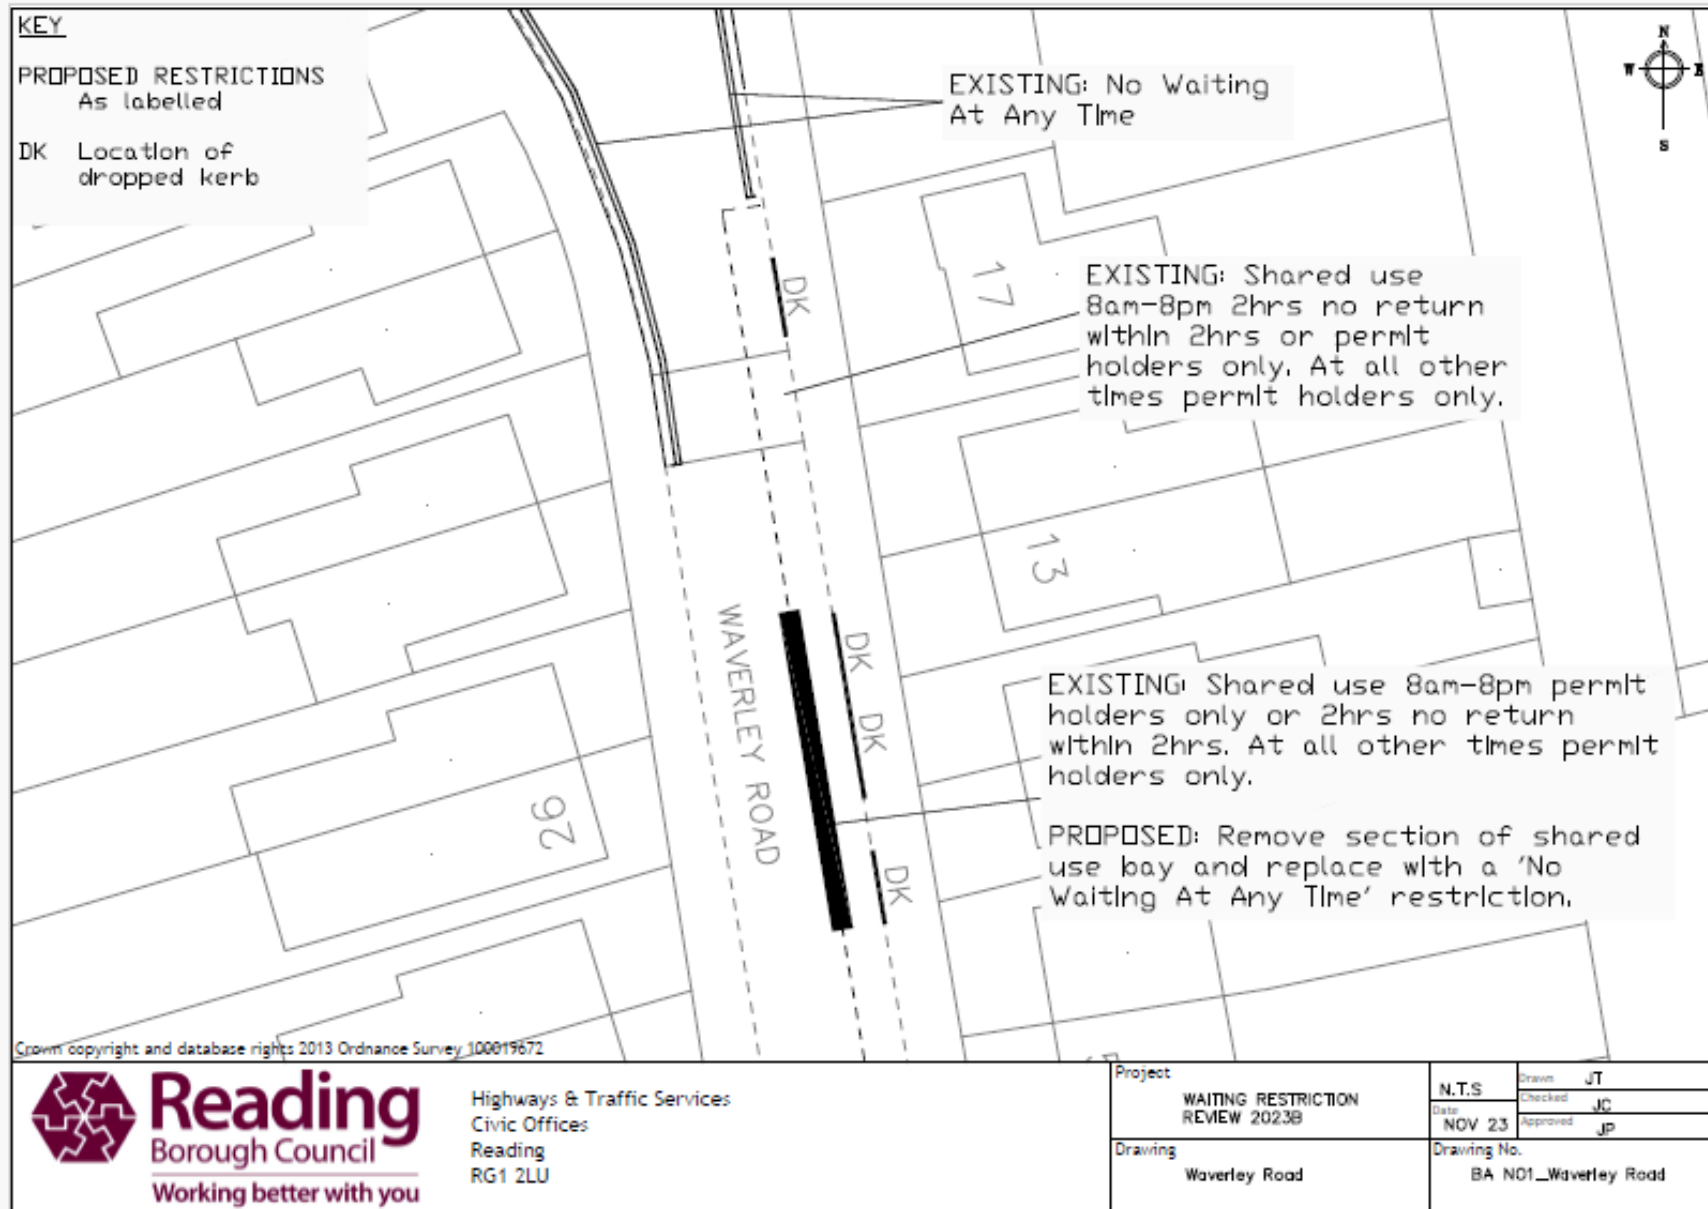 KEY
PROPOSED RESTRICTIONS
As labelled
DK Location of
dropped kerb
EXISTING: No Waiting
At Any Time
N
W E
S
DK
17
EXISTING: Shared use
8am-8pm 2hrs no return
within 2hrs or permit
holders only. At all other
times permit holders only.
13
WAVERLEY ROAD
DK
DK
DK
26
EXISTING: Shared use 8am-8pm permit
holders only or 2hrs no return
within 2hrs. At all other times permit
holders only.
PROPOSED: Remove section of shared
use bay and replace with a 'No
Waiting At Any Time' restriction.
Crown copyright and database rights 2013 Ordnance Survey 100019672
Reading
Borough Council
Working better with you
Highways & Traffic Services
Civic Offices
Reading
RG1 2LU
Project
WAITING RESTRICTION
REVIEW 2023B
N.T.S
Date
NOV 23
Drawn JT
Checked JC
Approved JP
Drawing
Waverley Road
Drawing No.
BA NO1_Waverley Road